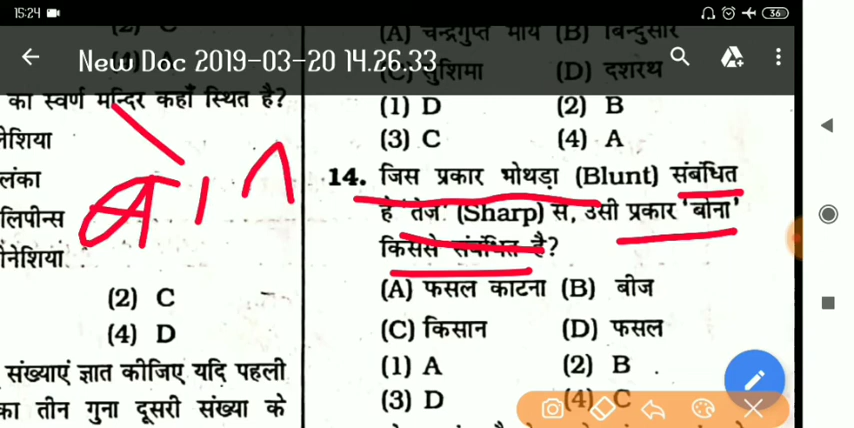 15:24
36
New Doc 2019-03-20 14.26.33
का स्वर्ण मन्दिर कहाँ स्थित है?
नेशिया
लंका
लिपीन्स
नेशिया
(2) C
(4) D
संख्याएं ज्ञात कीजिए यदि पहली
का तीन गुना दूसरी संख्या के
(A) चन्द्रगुप्त मौर्य (B) बिन्दुसार
(C) सुशिमा (D) दशरथ
(1) D (2) B
(3) C (4) A
14. जिस प्रकार भोथड़ा (Blunt) संबंधित
है तेज (Sharp) से, उसी प्रकार 'बोना'
किससे संबंधित है?
(A) फसल काटना (B) बीज
(C) किसान (D) फसल
(1) A (2) B
(3) D (4) C